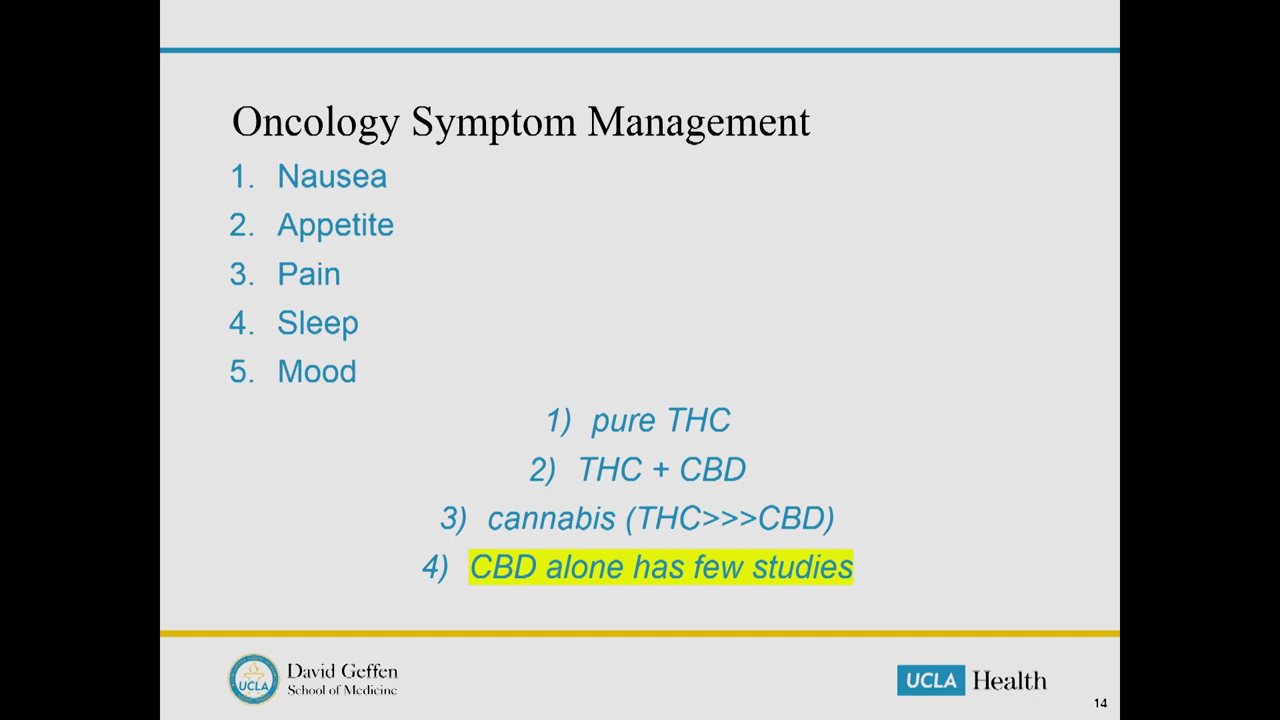 Oncology Symptom Management
1. Nausea
2. Appetite
3. Pain
4. Sleep
5. Mood
1) pure THC
2) THC + CBD
3) cannabis (THC>>>CBD)
4) CBD alone has few studies
UCLA
David Geffen
School of Medicine
UCLA Health
14